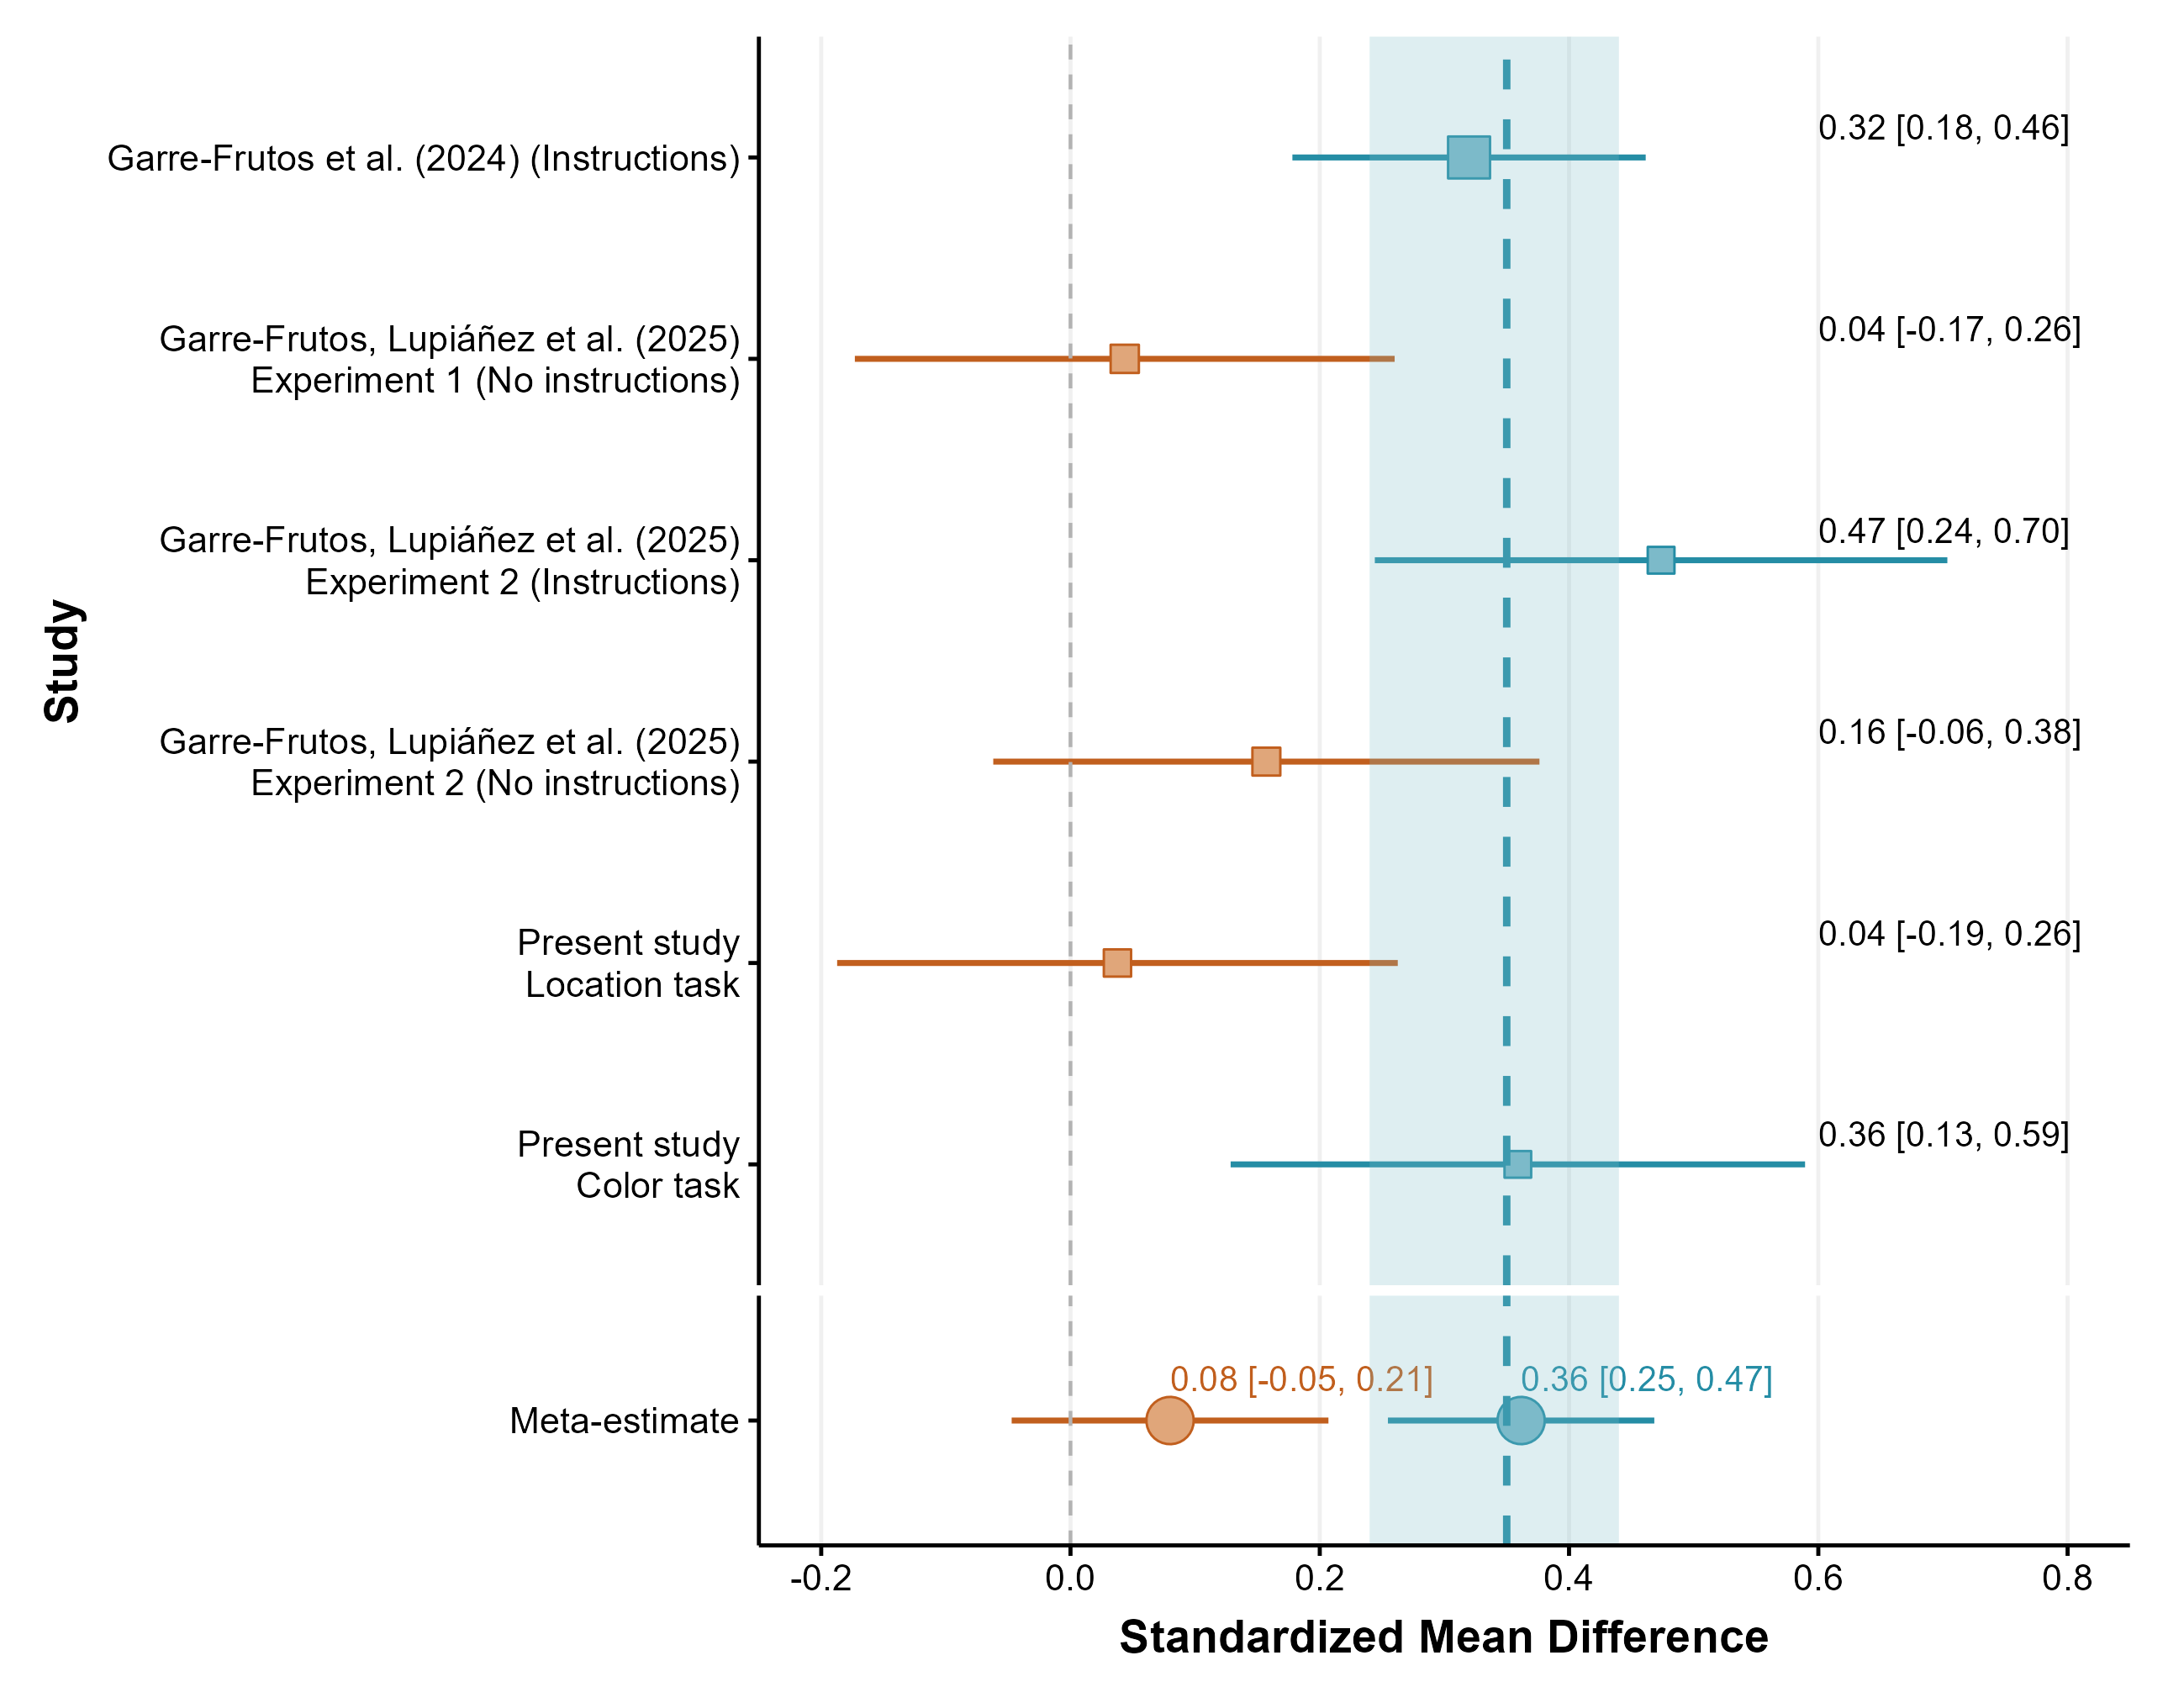 Garre-Frutos et al. (2024) (Instructions)
0.32 [0.18, 0.46]
Garre-Frutos, Lupiáñez et al. (2025)
Experiment 1 (No instructions)
0.04 [-0.17, 0.26]
Garre-Frutos, Lupiáñez et al. (2025)
Experiment 2 (Instructions)
0.47 [0.24, 0.70]
Garre-Frutos, Lupiáñez et al. (2025)
Experiment 2 (No instructions)
0.16 [-0.06, 0.38]
Present study
Location task
0.04 [-0.19, 0.26]
Present study
Color task
0.36 [0.13, 0.59]
Meta-estimate
0.08 [-0.05, 0.21]
0.36 [0.25, 0.47]
Study
-0.2 0.0 0.2 0.4 0.6 0.8
Standardized Mean Difference